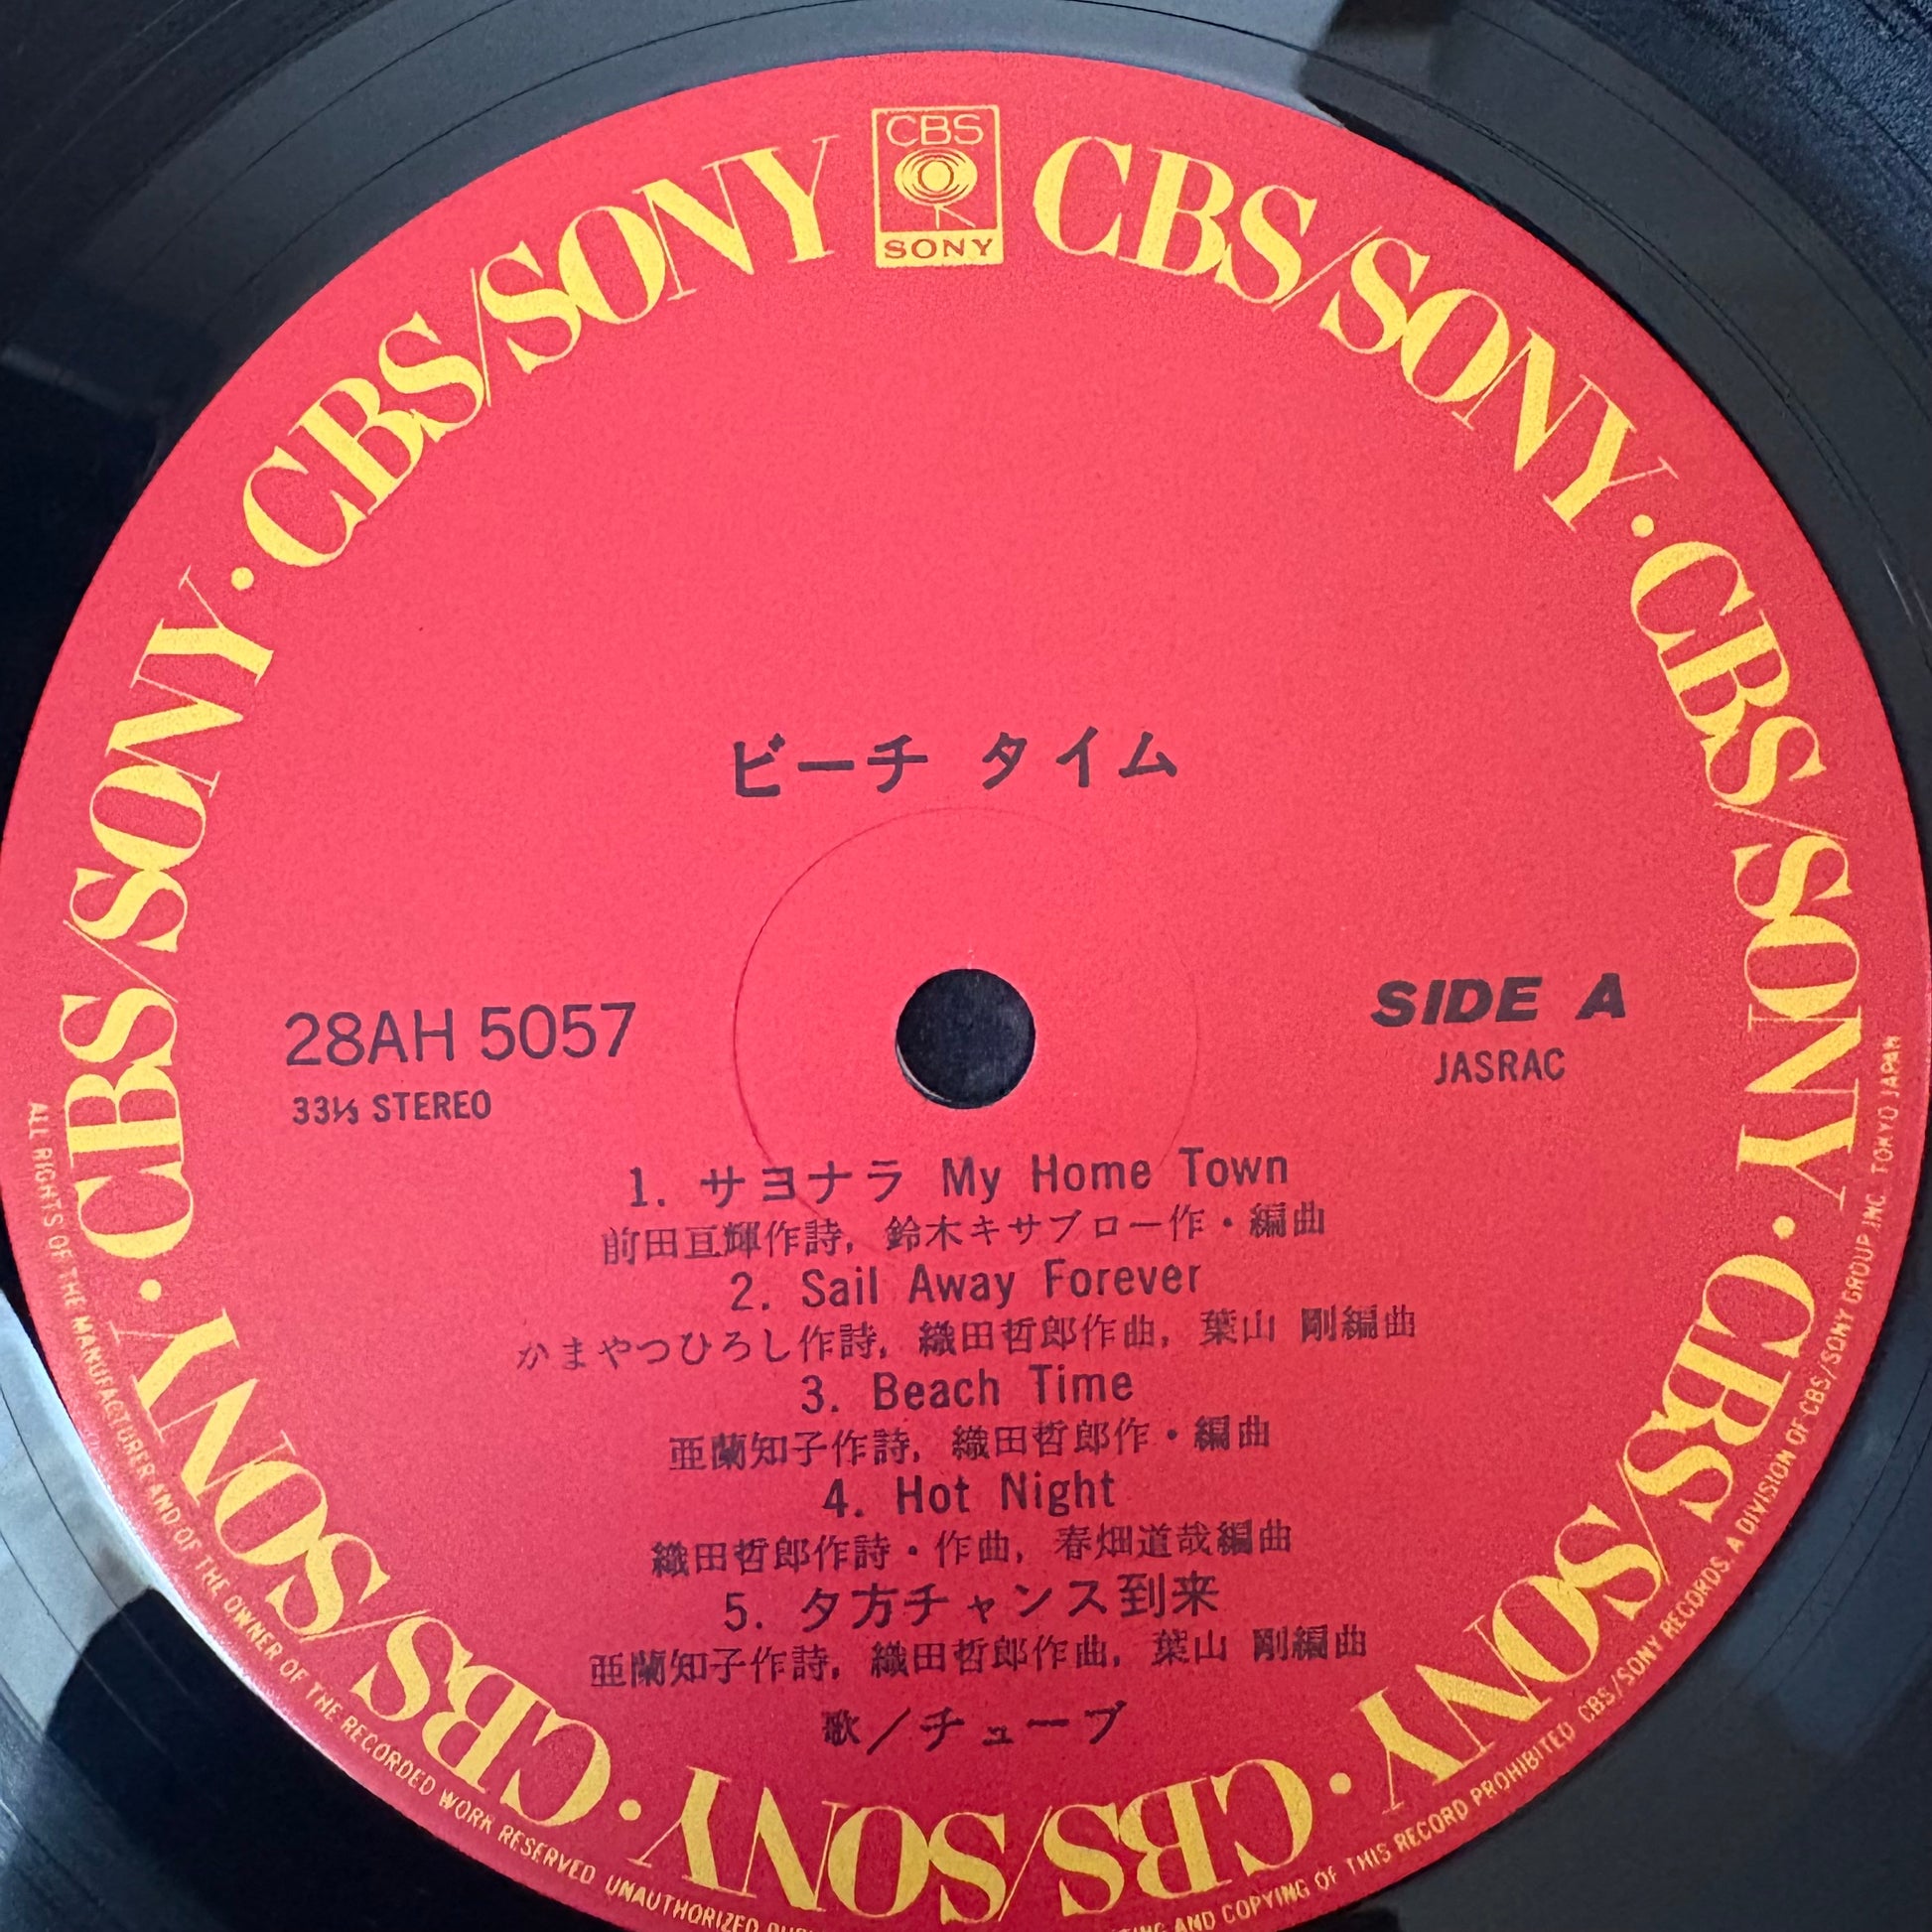 CBS
SONY
CBS/SONY · CBS/SONY · CBS/SONY · CBS/SONY · CBS/SONY · CBS/SONY · CBS/SONY
ビーチ タイム
28AH 5057
33⅓ STEREO
SIDE A
JASRAC
1. サヨナラ My Home Town
前田亘輝作詩, 鈴木キサブロー作・編曲
2. Sail Away Forever
かまやつひろし作詩, 織田哲郎作曲, 葉山 剛編曲
3. Beach Time
亜蘭知子作詩, 織田哲郎作・編曲
4. Hot Night
織田哲郎作詩・作曲, 春畑道哉編曲
5. 夕方チャンス到来
亜蘭知子作詩, 織田哲郎作曲, 葉山 剛編曲
歌／チューブ
ALL RIGHTS OF THE MANUFACTURER AND OF THE OWNER OF THE RECORDED WORK RESERVED UNAUTHORIZED AND COPYING OF THIS RECORD PROHIBITED CBS/SONY RECORDS. A DIVISION OF CBS/SONY GROUP INC. TOKYO JAPAN